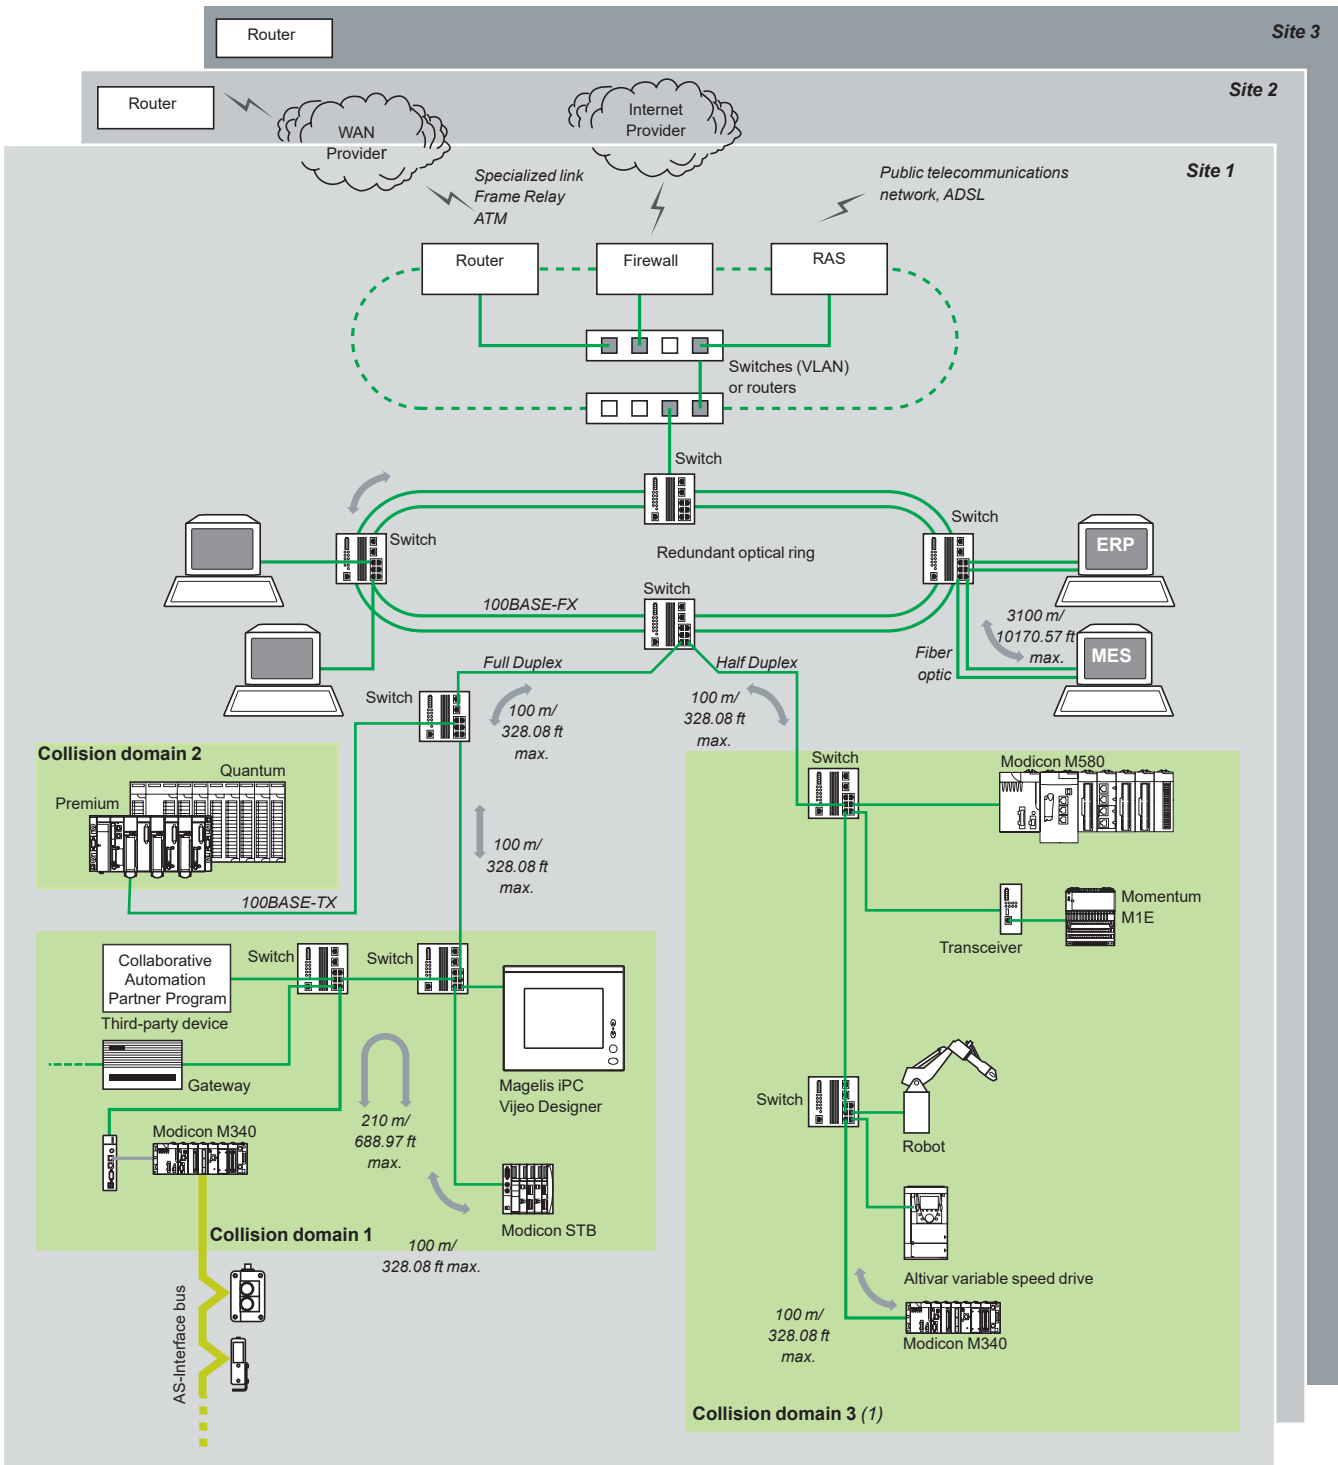 Router
Site 3
Router
Site 2
WAN
Provider
Internet
Provider
Site 1
Specialized link
Frame Relay
ATM
Public telecommunications
network, ADSL
Router
Firewall
RAS
Switches (VLAN)
or routers
Switch
Switch
Switch
Redundant optical ring
ERP
Switch
100BASE-FX
3100 m/
10170.57 ft
max.
MES
Fiber
optic
Full Duplex
Half Duplex
Switch
100 m/
328.08 ft
max.
100 m/
328.08 ft
max.
Collision domain 2
Quantum
Premium
Switch
Modicon M580
100 m/
328.08 ft
max.
100BASE-TX
Momentum
M1E
Transceiver
Collaborative
Automation
Partner Program
Switch
Switch
Third-party device
Gateway
Magelis iPC
Vijeo Designer
Switch
210 m/
688.97 ft
max.
Modicon M340
Robot
Modicon STB
Collision domain 1
100 m/
328.08 ft max.
Altivar variable speed drive
AS-Interface bus
100 m/
328.08 ft
max.
Modicon M340
Collision domain 3 (1)